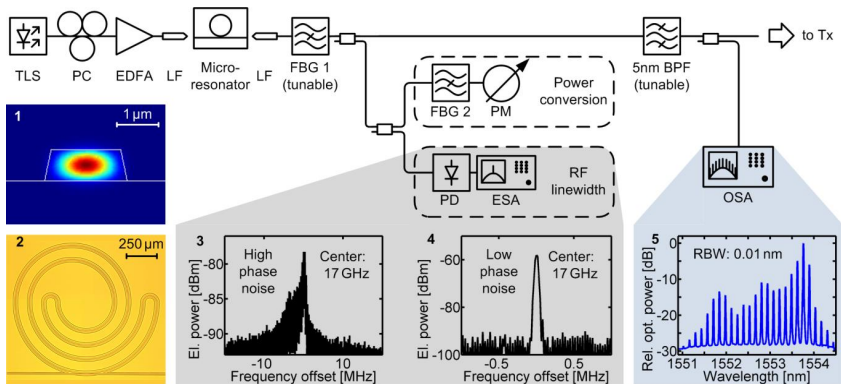 to Tx
TLS
PC
EDFA
LF
Micro-
resonator
LF
FBG 1
(tunable)
5nm BPF
(tunable)
FBG 2
PM
Power
conversion
PD
ESA
RF
linewidth
OSA
1
1 µm
2
250 µm
3
High
phase
noise
Center:
17 GHz
El. power [dBm]
-80
-85
-90
-10
0
10
Frequency offset [MHz]
4
Low
phase
noise
Center:
17 GHz
El. power [dBm]
-60
-80
-100
-0.5
0
0.5
Frequency offset [MHz]
5
RBW: 0.01 nm
Rel. opt. power [dB]
0
-10
-20
-30
1551
1552
1553
1554
Wavelength [nm]